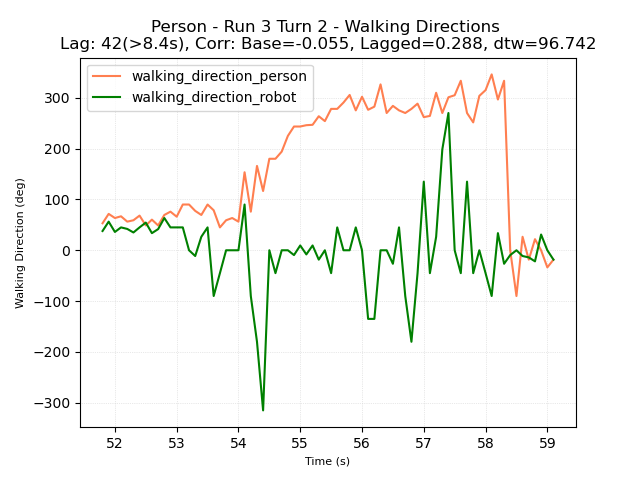 Person - Run 3 Turn 2 - Walking Directions
Lag: 42(>8.4s), Corr: Base=-0.055, Lagged=0.288, dtw=96.742
walking_direction_person
walking_direction_robot
Walking Direction (deg)
300
200
100
0
−100
−200
−300
52 53 54 55 56 57 58 59
Time (s)